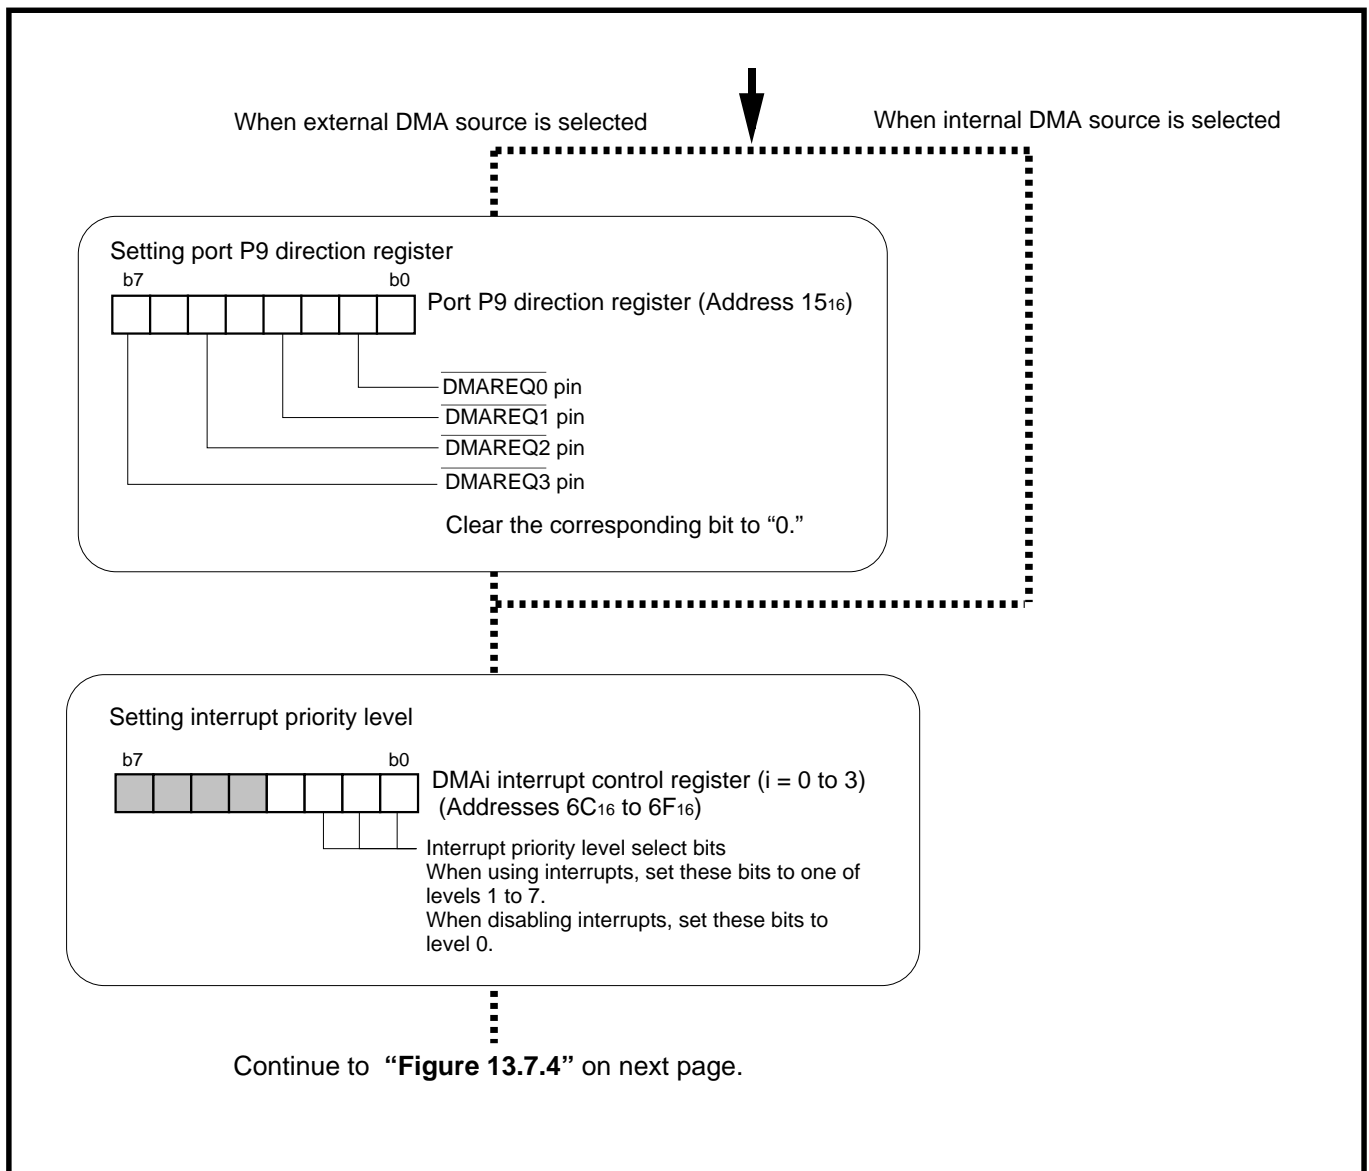 When external DMA source is selected
When internal DMA source is selected
Setting port P9 direction register
b7 b0
Port P9 direction register (Address 15₁₆)
D̅M̅A̅R̅E̅Q̅0̅ pin
D̅M̅A̅R̅E̅Q̅1̅ pin
D̅M̅A̅R̅E̅Q̅2̅ pin
D̅M̅A̅R̅E̅Q̅3̅ pin
Clear the corresponding bit to “0.”
Setting interrupt priority level
b7 b0
DMAi interrupt control register (i = 0 to 3)
(Addresses 6C₁₆ to 6F₁₆)
Interrupt priority level select bits
When using interrupts, set these bits to one of
levels 1 to 7.
When disabling interrupts, set these bits to
level 0.
Continue to “Figure 13.7.4” on next page.